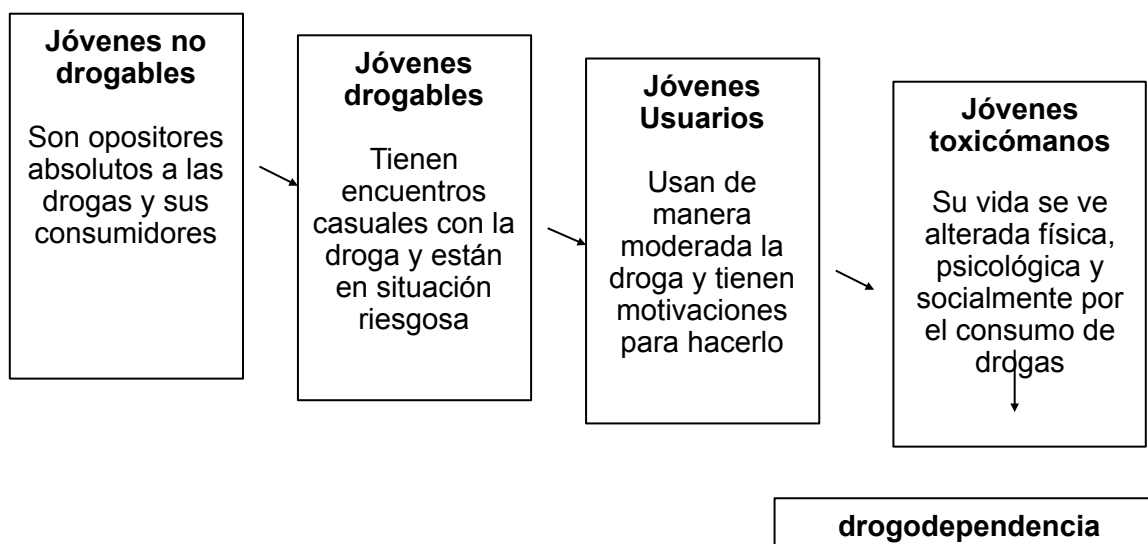 Jóvenes no
drogables
Son opositores
absolutos a las
drogas y sus
consumidores
Jóvenes
drogables
Tienen
encuentros
casuales con la
droga y están
en situación
riesgosa
Jóvenes
Usuarios
Usan de
manera
moderada la
droga y tienen
motivaciones
para hacerlo
Jóvenes
toxicómanos
Su vida se ve
alterada física,
psicológica y
socialmente por
el consumo de
drogas
drogodependencia